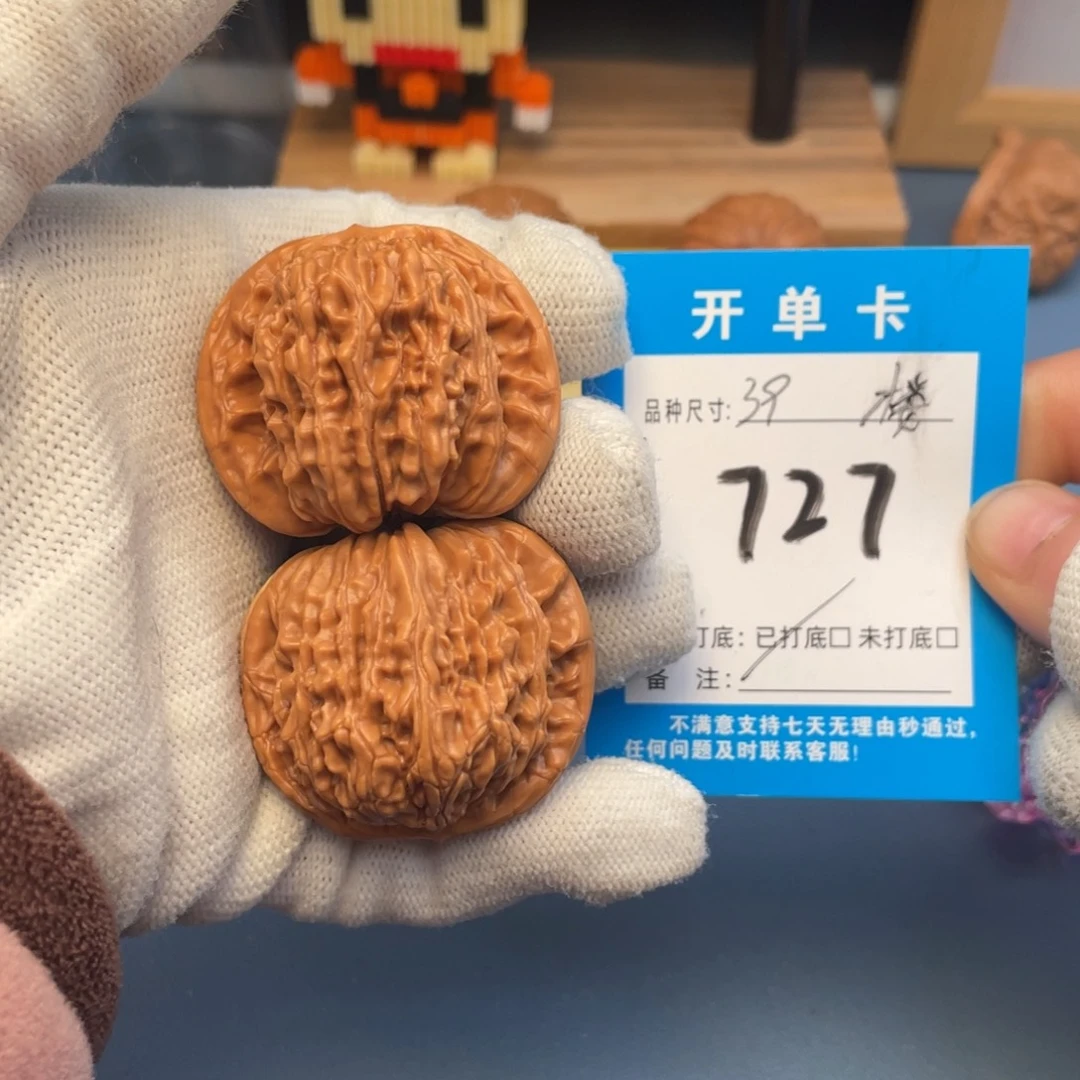 开单卡
品种尺寸: 39
727
打底: 已打底□ 未打底□
备 注:
不满意支持七天无理由秒通过,
任何问题及时联系客服!